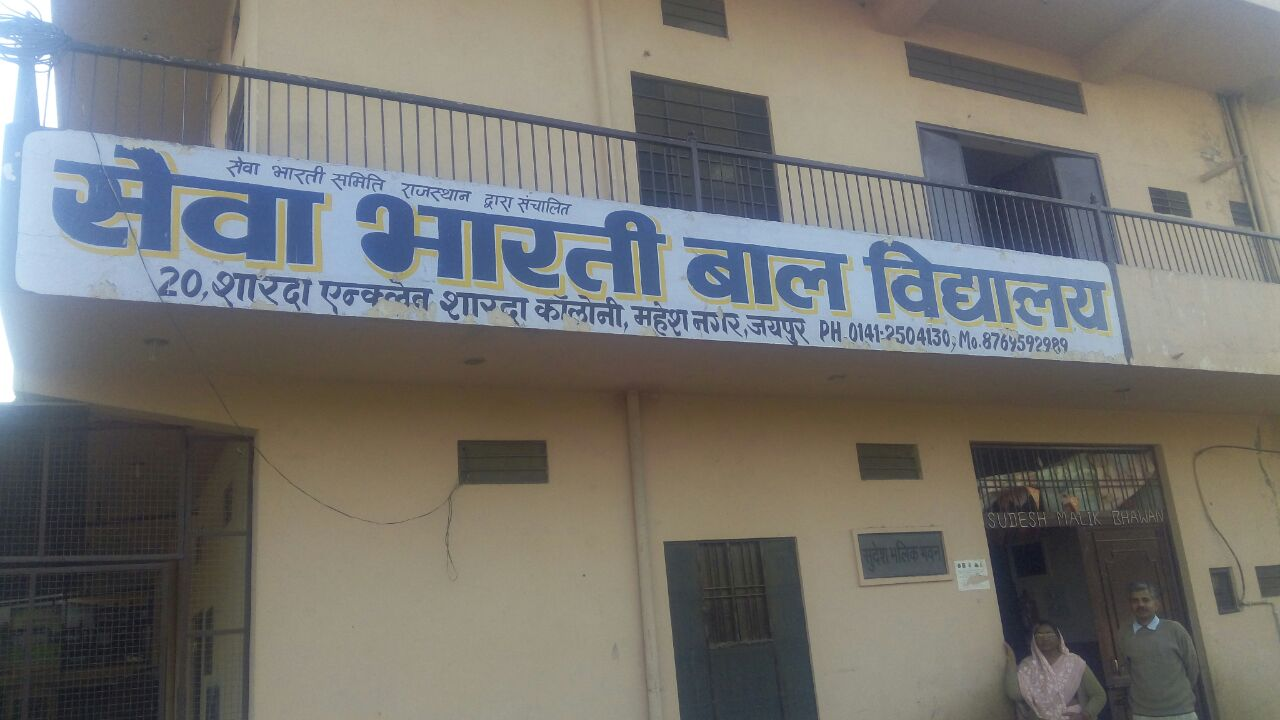 सेवा भारती समिति राजस्थान द्वारा संचालित
सेवा भारती बाल विद्यालय
20, शारदा एन्क्लेव शारदा कॉलोनी, महेश नगर, जयपुर PH-0141-2504130, Mo. 8769592989
SUDESH MALIK BHAWAN
सुदेश मलिक भवन